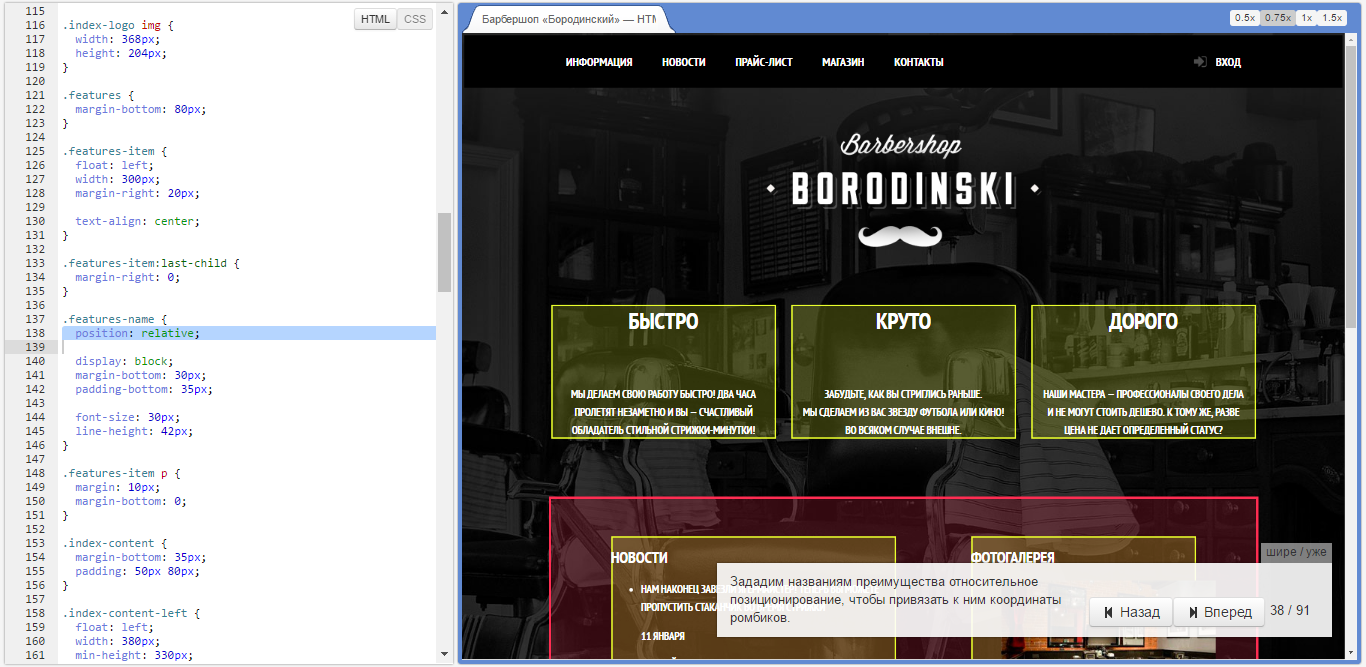 115
116 .index-logo img {
117 width: 368px;
118 height: 204px;
119 }
120
121 .features {
122 margin-bottom: 80px;
123 }
124
125 .features-item {
126 float: left;
127 width: 300px;
128 margin-right: 20px;
129
130 text-align: center;
131 }
132
133 .features-item:last-child {
134 margin-right: 0;
135 }
136
137 .features-name {
138 position: relative;
139
140 display: block;
141 margin-bottom: 30px;
142 padding-bottom: 35px;
143
144 font-size: 30px;
145 line-height: 42px;
146 }
147
148 .features-item p {
149 margin: 10px;
150 margin-bottom: 0;
151 }
152
153 .index-content {
154 margin-bottom: 35px;
155 padding: 50px 80px;
156 }
157
158 .index-content-left {
159 float: left;
160 width: 380px;
161 min-height: 330px;
HTML CSS
Барбершоп «Бородинский» — HTM
0.5x 0.75x 1x 1.5x
ИНФОРМАЦИЯ НОВОСТИ ПРАЙС-ЛИСТ МАГАЗИН КОНТАКТЫ ВХОД
Barbershop
BORODINSKI
БЫСТРО
МЫ ДЕЛАЕМ СВОЮ РАБОТУ БЫСТРО! ДВА ЧАСА
ПРОЛЕТЯТ НЕЗАМЕТНО И ВЫ — СЧАСТЛИВЫЙ
ОБЛАДАТЕЛЬ СТИЛЬНОЙ СТРИЖКИ-МИНУТКИ!
КРУТО
ЗАБУДЬТЕ, КАК ВЫ СТРИГЛИСЬ РАНЬШЕ.
МЫ СДЕЛАЕМ ИЗ ВАС ЗВЕЗДУ ФУТБОЛА ИЛИ КИНО!
ВО ВСЯКОМ СЛУЧАЕ ВНЕШНЕ.
ДОРОГО
НАШИ МАСТЕРА — ПРОФЕССИОНАЛЫ СВОЕГО ДЕЛА
И НЕ МОГУТ СТОИТЬ ДЕШЕВО. К ТОМУ ЖЕ, РАЗВЕ
ЦЕНА НЕ ДАЕТ ОПРЕДЕЛЕННЫЙ СТАТУС?
НОВОСТИ
НАМ НАКОНЕЦ
ПРОПУСТИТЬ
11 ЯНВАРЯ
ФОТОГАЛЕРЕЯ
шире / уже
Зададим названиям преимущества относительное
позиционирование, чтобы привязать к ним координаты
ромбиков.
Назад Вперед 38 / 91